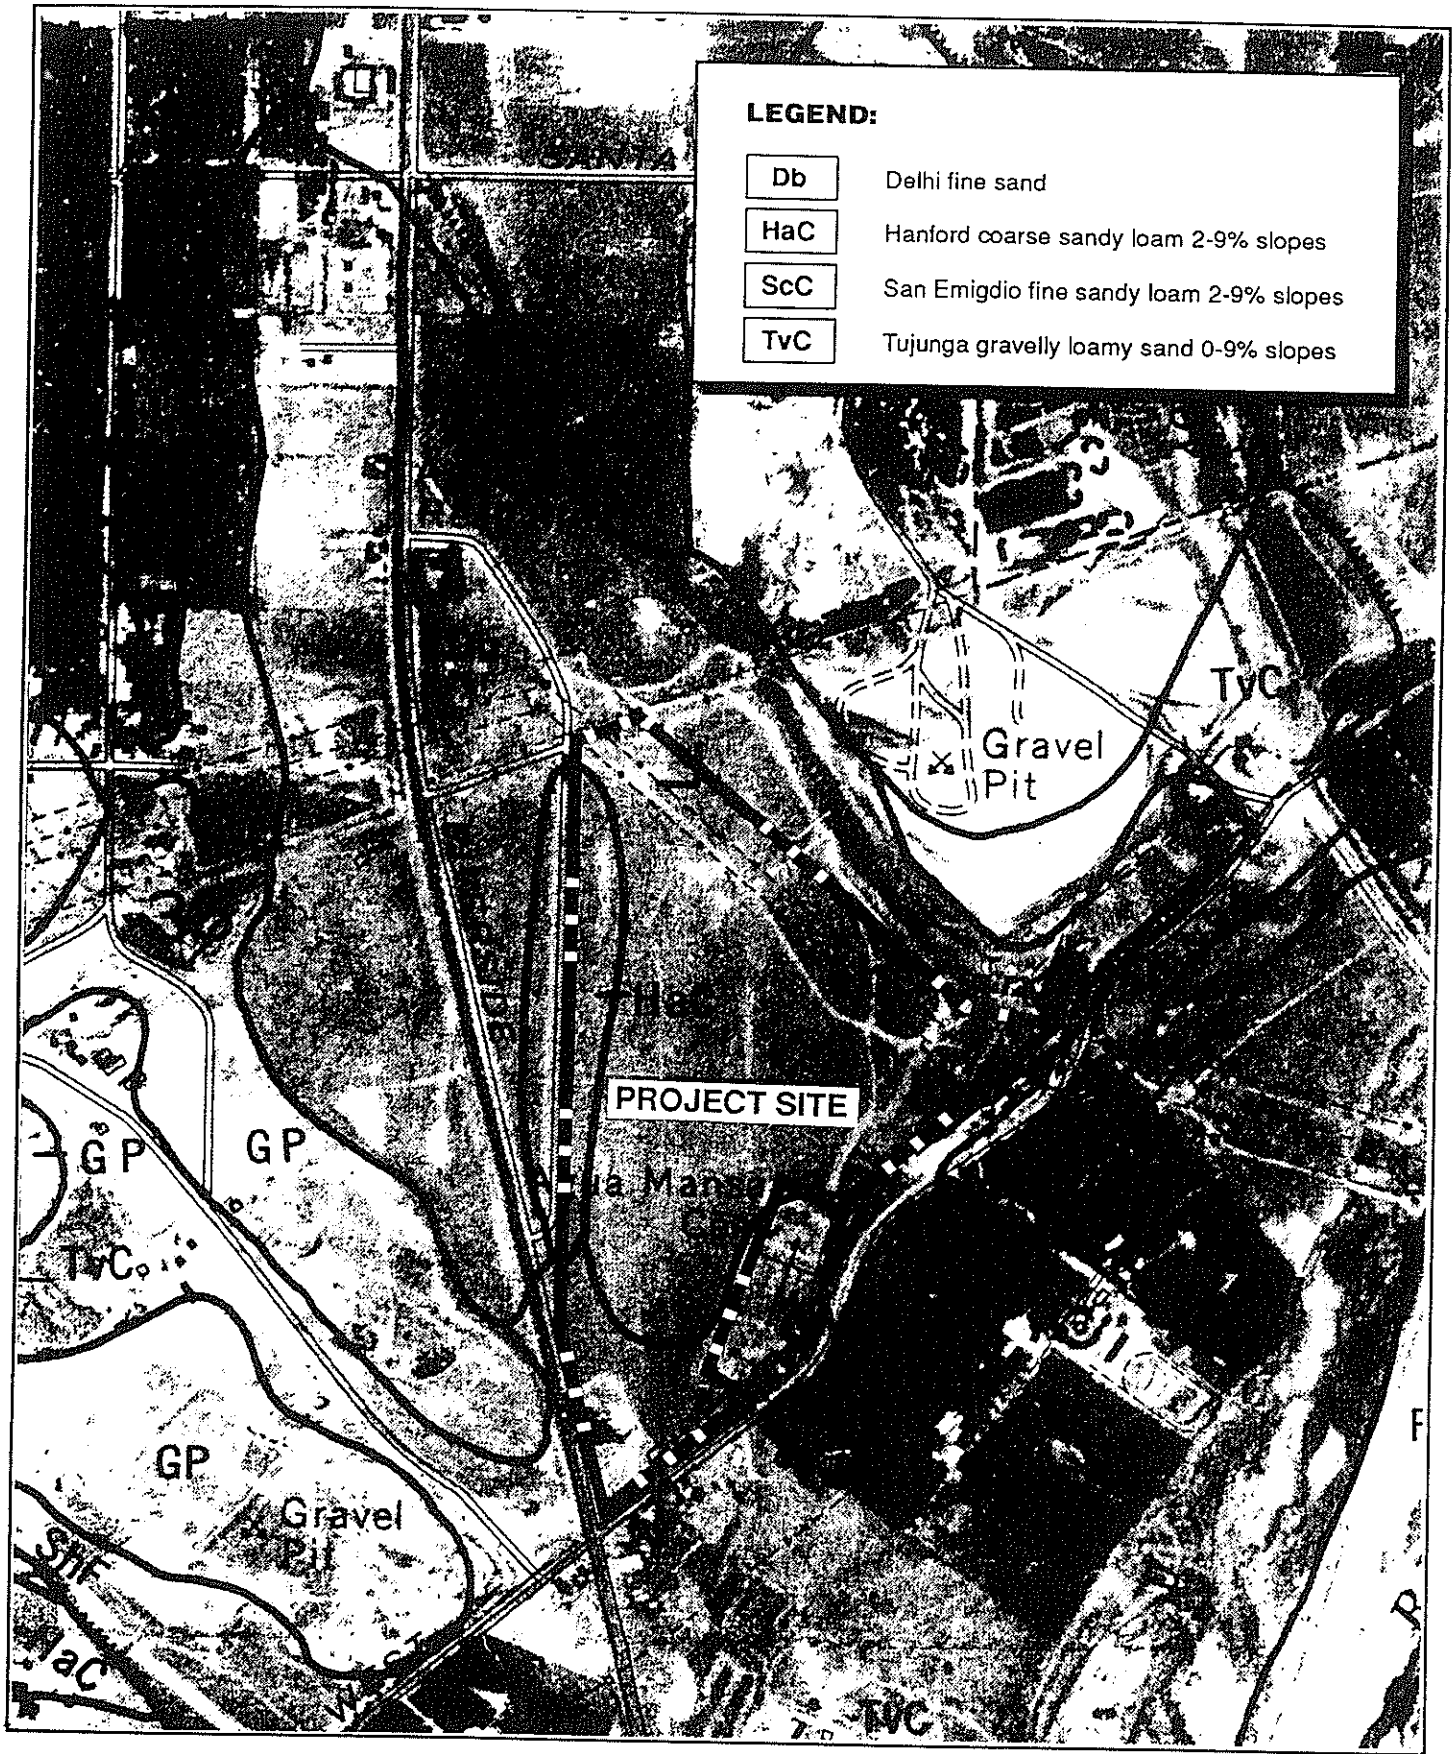 LEGEND:
Db Delhi fine sand
HaC Hanford coarse sandy loam 2-9% slopes
ScC San Emigdio fine sandy loam 2-9% slopes
TvC Tujunga gravelly loamy sand 0-9% slopes
TvC
Gravel
Pit
HaC
PROJECT SITE
GP
GP
TvC
GP
Gravel
Pit
TvC